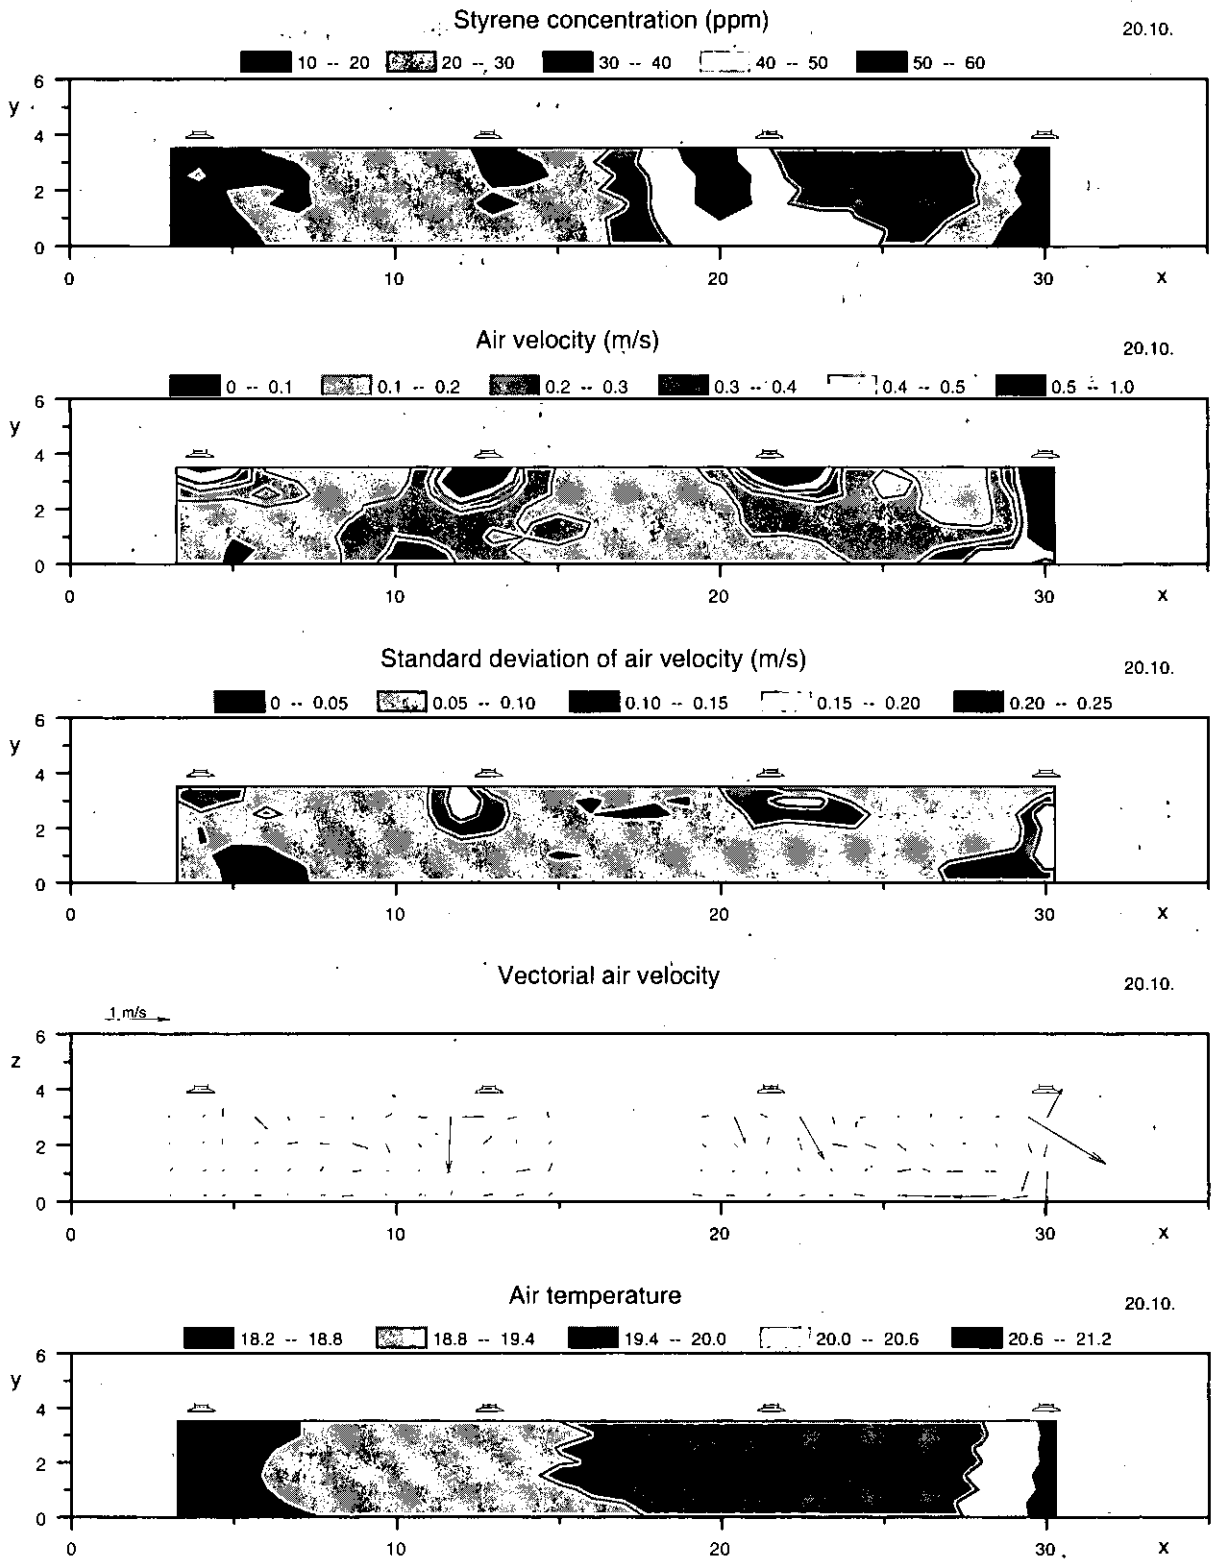 Styrene concentration (ppm)
20.10.
10 -- 20 20 -- 30 30 -- 40 40 -- 50 50 -- 60
6
y
4
2
0
0 10 20 30 x
Air velocity (m/s)
20.10.
0 -- 0.1 0.1 -- 0.2 0.2 -- 0.3 0.3 -- 0.4 0.4 -- 0.5 0.5 -- 1.0
6
y
4
2
0
0 10 20 30 x
Standard deviation of air velocity (m/s)
20.10.
0 -- 0.05 0.05 -- 0.10 0.10 -- 0.15 0.15 -- 0.20 0.20 -- 0.25
6
y
4
2
0
0 10 20 30 x
Vectorial air velocity
20.10.
1 m/s
6
z
4
2
0
0 10 20 30 x
Air temperature
20.10.
18.2 -- 18.8 18.8 -- 19.4 19.4 -- 20.0 20.0 -- 20.6 20.6 -- 21.2
6
y
4
2
0
0 10 20 30 x